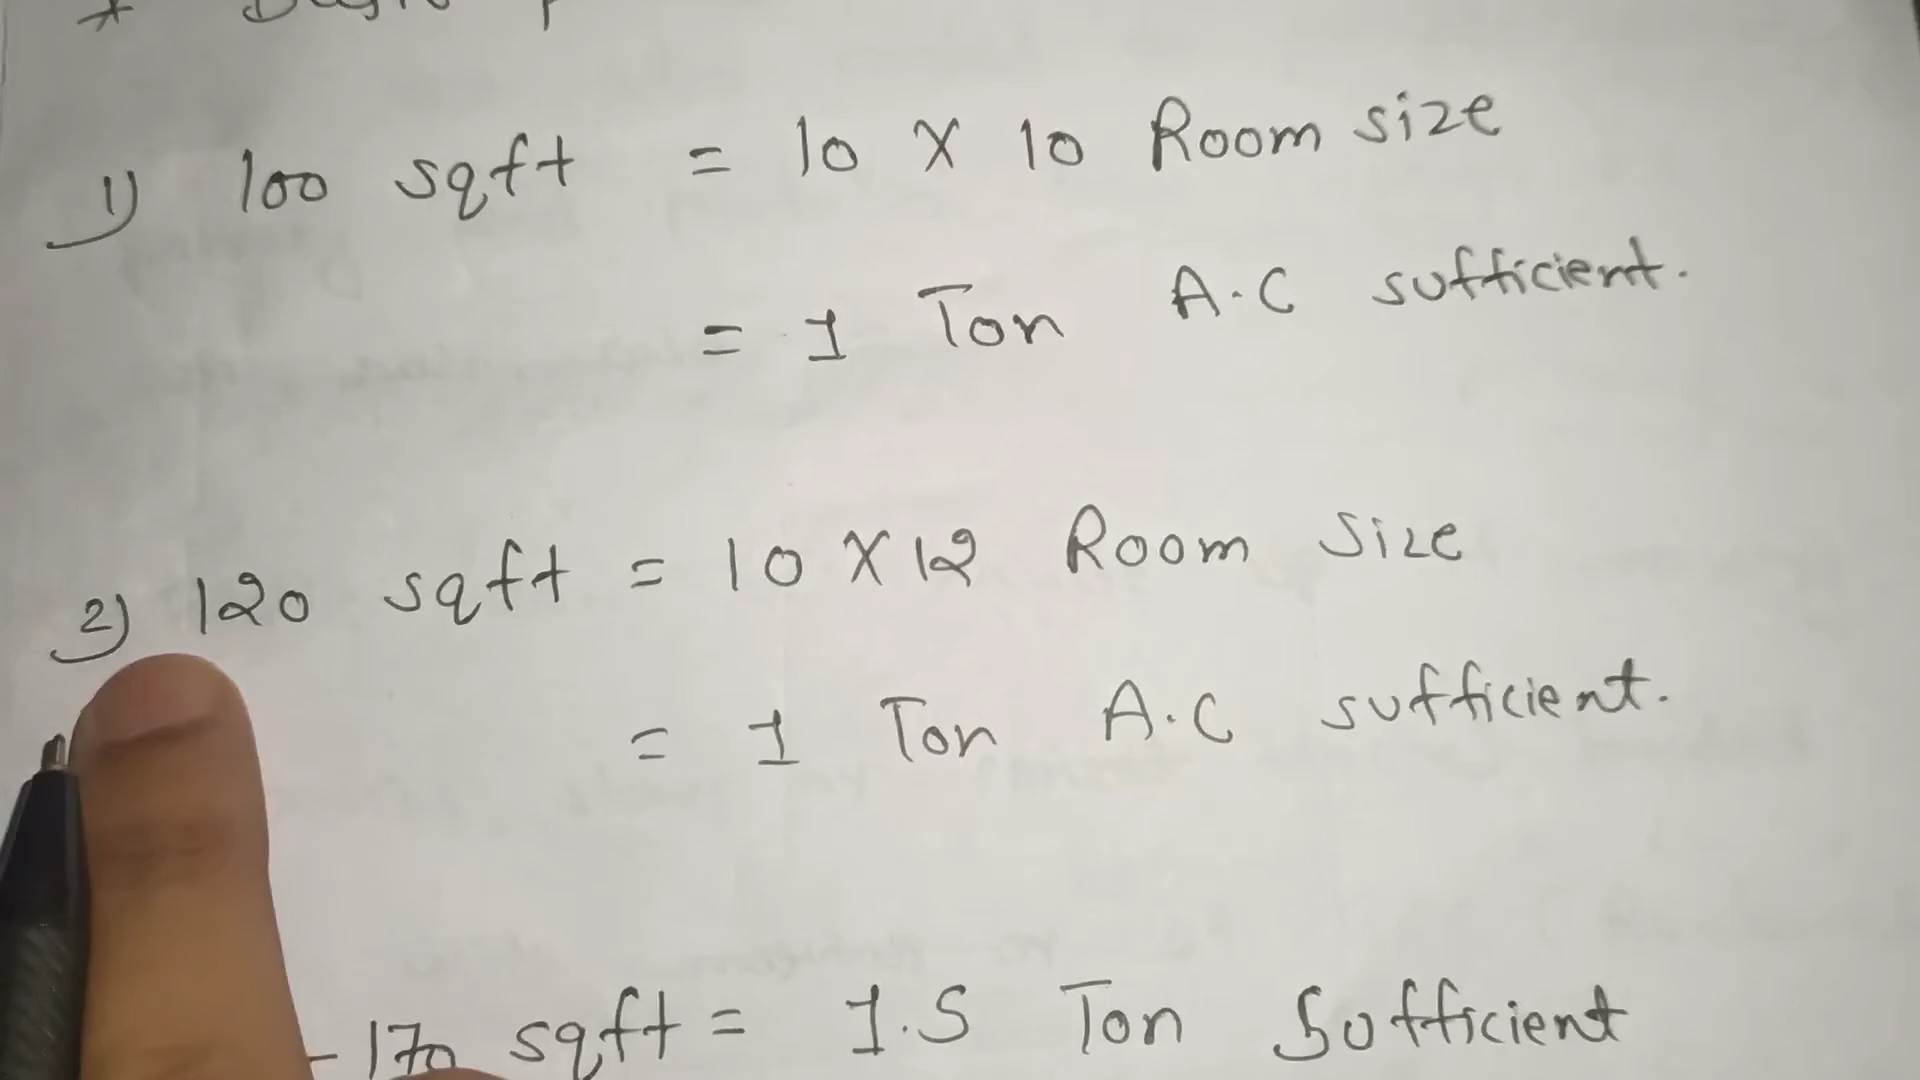 1) 100 sqft = 10 X 10 Room size
= 1 Ton A.C sufficient.
2) 120 sqft = 10 X 12 Room Size
= 1 Ton A.C sufficient.
- 170 sqft = 1.5 Ton Sufficient